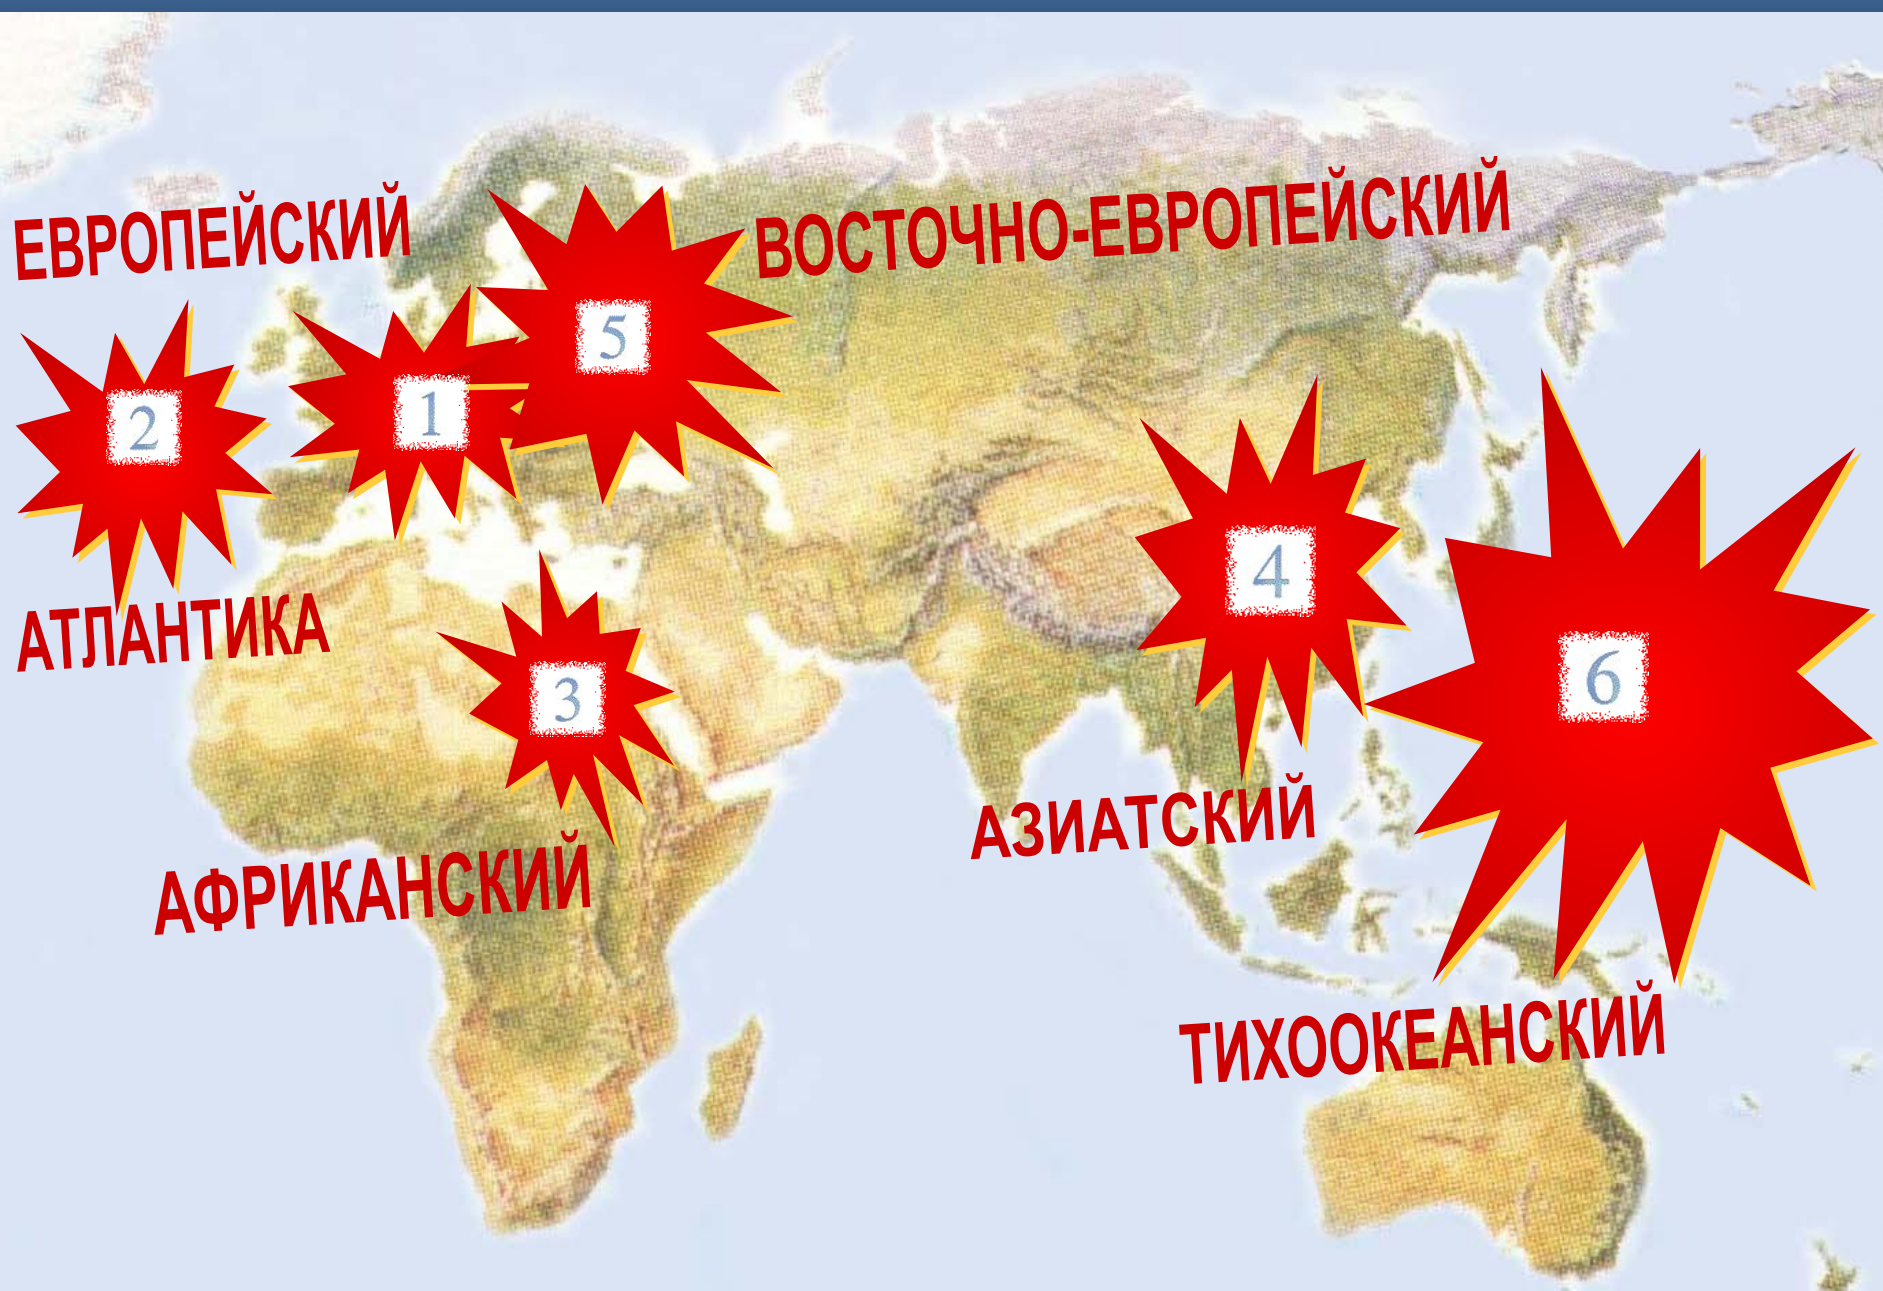 ЕВРОПЕЙСКИЙ
ВОСТОЧНО-ЕВРОПЕЙСКИЙ
5
1
2
4
АТЛАНТИКА
3
6
АЗИАТСКИЙ
АФРИКАНСКИЙ
ТИХООКЕАНСКИЙ